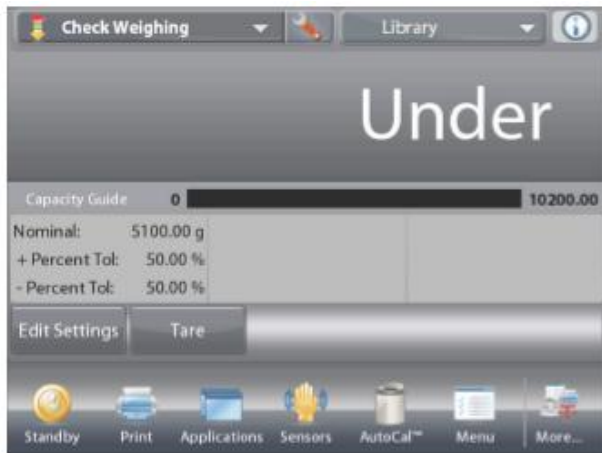 Check Weighing Library
Under
Capacity Guide 0 10200.00
Nominal: 5100.00 g
+ Percent Tol: 50.00 %
- Percent Tol: 50.00 %
Edit Settings Tare
Standby Print Applications Sensors AutoCal™ Menu More...